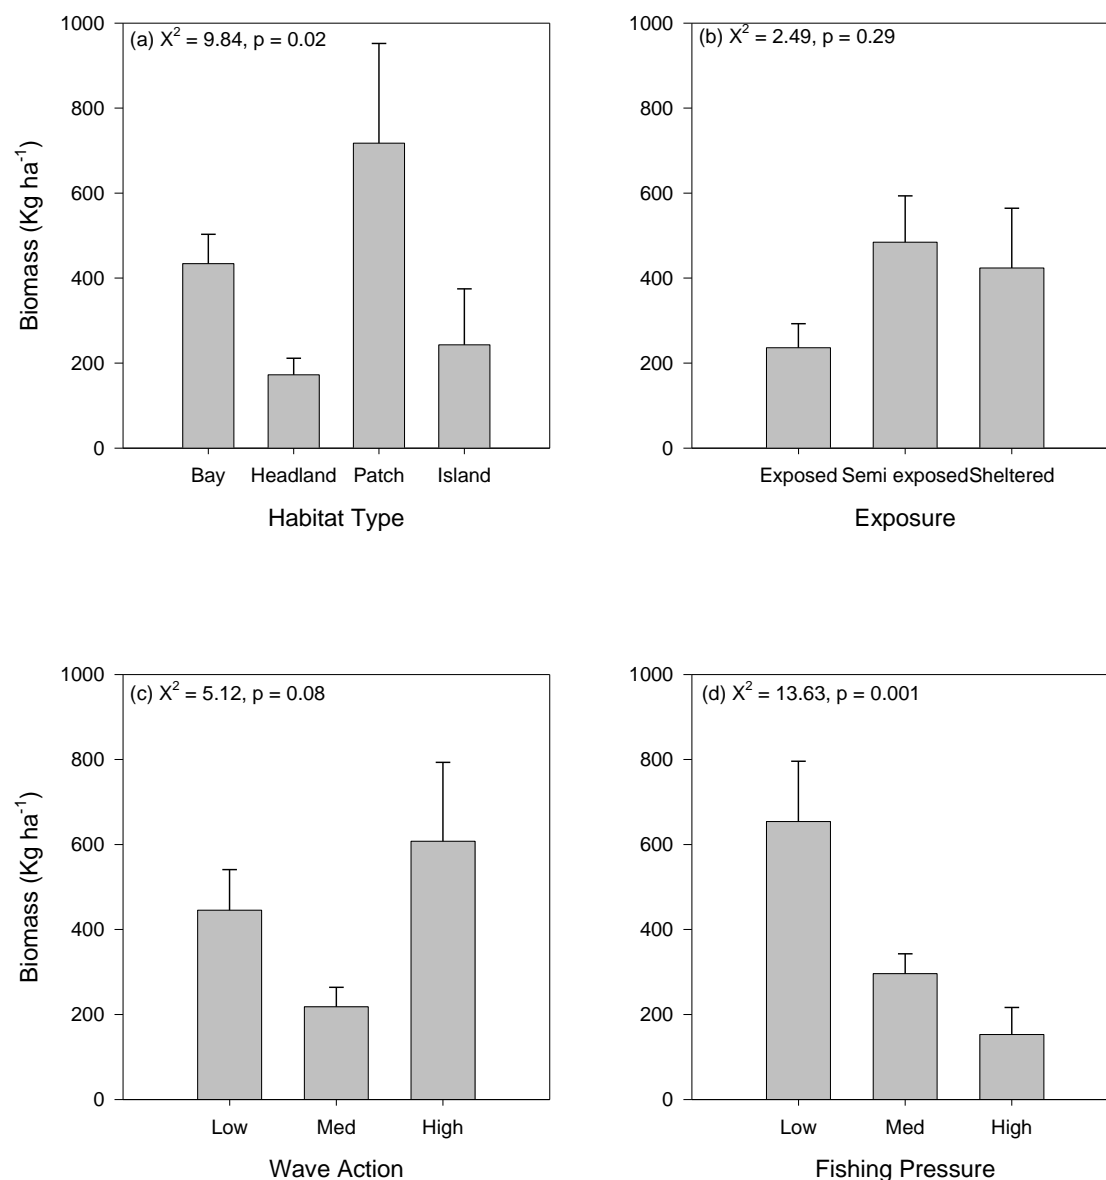 (a) X² = 9.84, p = 0.02
1000
800
600
400
200
0
Biomass (Kg ha⁻¹)
Bay Headland Patch Island
Habitat Type
(b) X² = 2.49, p = 0.29
1000
800
600
400
200
0
Exposed Semi exposed Sheltered
Exposure
(c) X² = 5.12, p = 0.08
1000
800
600
400
200
0
Biomass (Kg ha⁻¹)
Low Med High
Wave Action
(d) X² = 13.63, p = 0.001
1000
800
600
400
200
0
Low Med High
Fishing Pressure